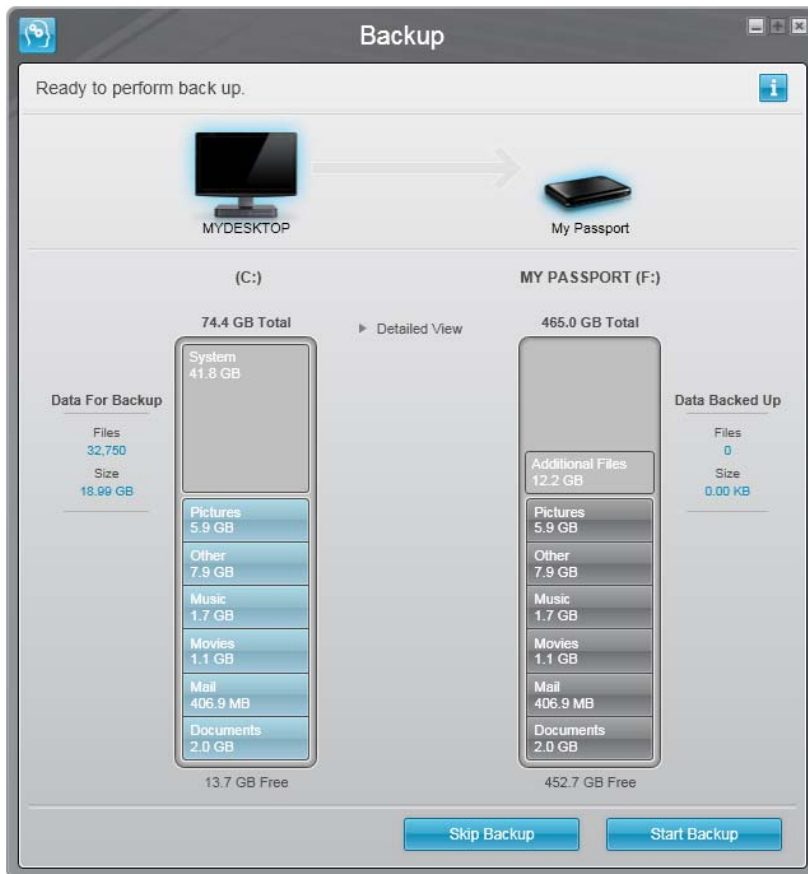 Backup
Ready to perform back up.
i
MYDESKTOP
My Passport
(C:)
MY PASSPORT (F:)
74.4 GB Total
Detailed View
465.0 GB Total
System
41.8 GB
Data For Backup
Files
32,750
Size
18.99 GB
Pictures
5.9 GB
Other
7.9 GB
Music
1.7 GB
Movies
1.1 GB
Mail
406.9 MB
Documents
2.0 GB
13.7 GB Free
Additional Files
12.2 GB
Pictures
5.9 GB
Other
7.9 GB
Music
1.7 GB
Movies
1.1 GB
Mail
406.9 MB
Documents
2.0 GB
452.7 GB Free
Data Backed Up
Files
0
Size
0.00 KB
Skip Backup
Start Backup